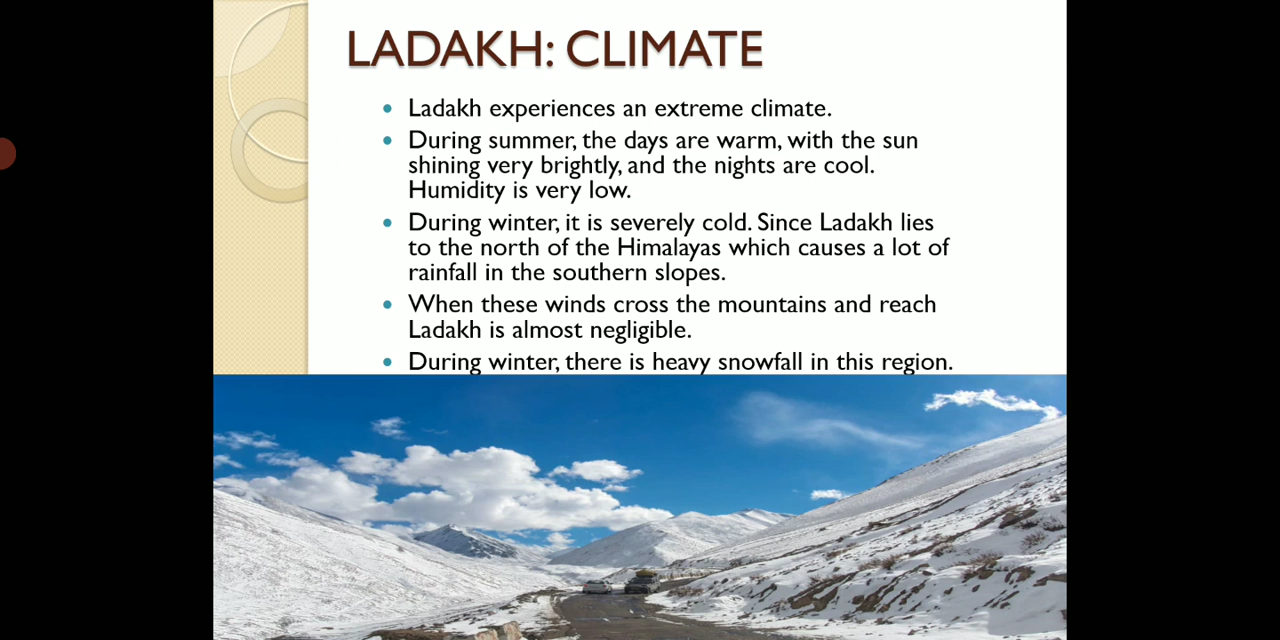 LADAKH: CLIMATE
• Ladakh experiences an extreme climate.
• During summer, the days are warm, with the sun
shining very brightly, and the nights are cool.
Humidity is very low.
• During winter, it is severely cold. Since Ladakh lies
to the north of the Himalayas which causes a lot of
rainfall in the southern slopes.
• When these winds cross the mountains and reach
Ladakh is almost negligible.
• During winter, there is heavy snowfall in this region.